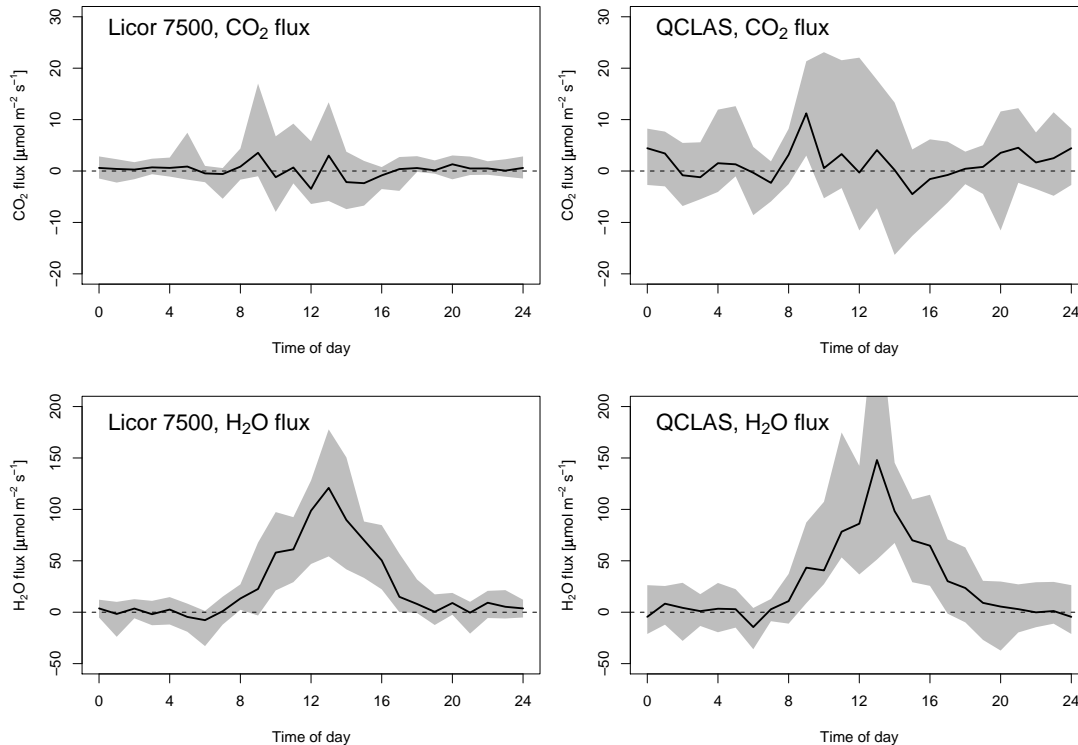 Licor 7500, CO₂ flux
CO₂ flux [μmol m⁻² s⁻¹]
30
20
10
0
−10
−20
0 4 8 12 16 20 24
Time of day
QCLAS, CO₂ flux
CO₂ flux [μmol m⁻² s⁻¹]
30
20
10
0
−10
−20
0 4 8 12 16 20 24
Time of day
Licor 7500, H₂O flux
H₂O flux [μmol m⁻² s⁻¹]
200
150
100
50
0
−50
0 4 8 12 16 20 24
Time of day
QCLAS, H₂O flux
H₂O flux [μmol m⁻² s⁻¹]
200
150
100
50
0
−50
0 4 8 12 16 20 24
Time of day